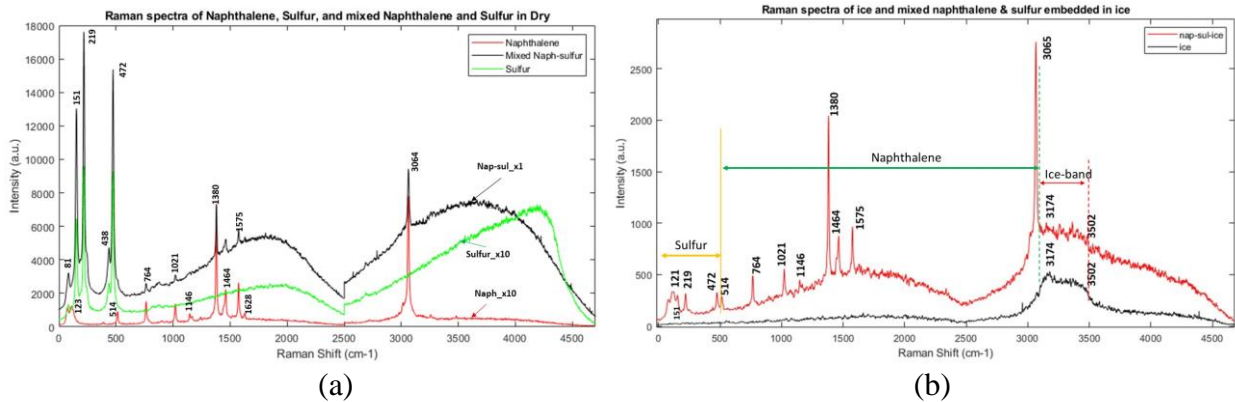 Raman spectra of Naphthalene, Sulfur, and mixed Naphthalene and Sulfur in Dry
Intensity (a.u.)
18000
16000
14000
12000
10000
8000
6000
4000
2000
0
0 500 1000 1500 2000 2500 3000 3500 4000 4500
Raman Shift (cm-1)
Naphthalene
Mixed Naph-sulfur
Sulfur
81
123
151
219
438
472
514
764
1021
1146
1380
1464
1575
1628
3064
Nap-sul_x1
Sulfur_x10
Naph_x10
(a)
Raman spectra of ice and mixed naphthalene & sulfur embedded in ice
Intensity (a.u.)
2500
2000
1500
1000
500
0
0 500 1000 1500 2000 2500 3000 3500 4000 4500
Raman Shift (cm-1)
nap-sul-ice
ice
Sulfur
Naphthalene
Ice-band
121
151
219
472
514
764
1021
1146
1380
1464
1575
3065
3174
3502
3174
3502
(b)